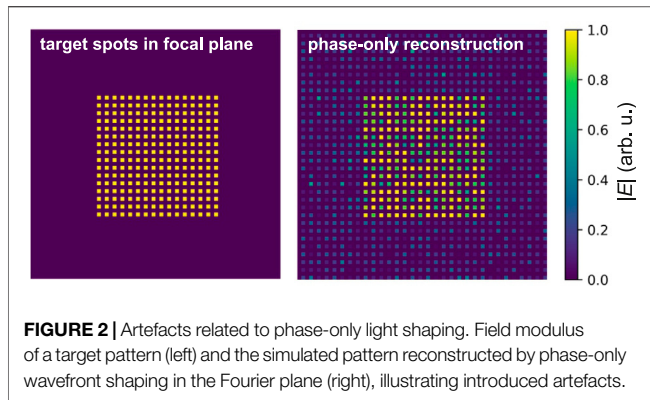 target spots in focal plane
phase-only reconstruction
1.0
0.8
0.6
0.4
0.2
0.0
|E| (arb. u.)
FIGURE 2 | Artefacts related to phase-only light shaping. Field modulus
of a target pattern (left) and the simulated pattern reconstructed by phase-only
wavefront shaping in the Fourier plane (right), illustrating introduced artefacts.